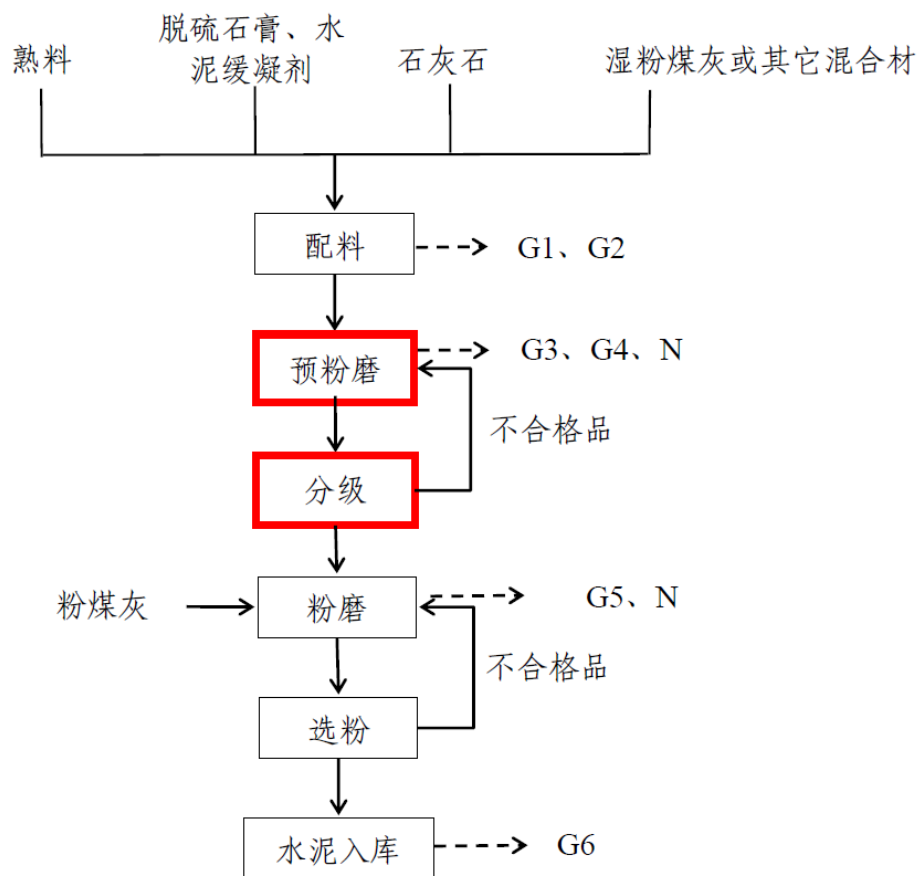 熟料
脱硫石膏、水
泥缓凝剂
石灰石
湿粉煤灰或其它混合材
配料
G1、G2
预粉磨
G3、G4、N
不合格品
分级
粉煤灰
粉磨
G5、N
不合格品
选粉
水泥入库
G6